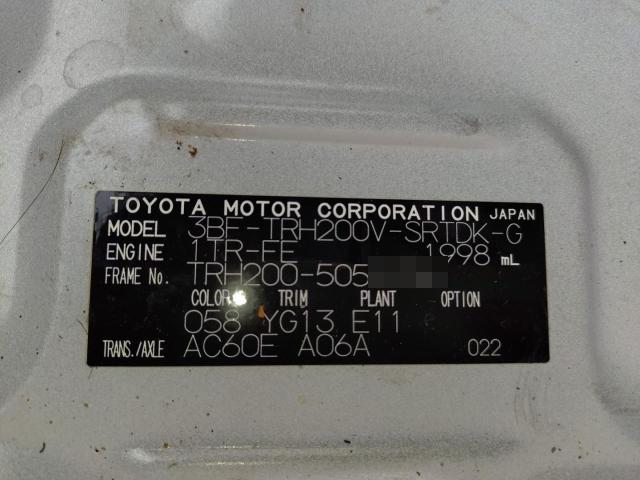 TOYOTA MOTOR CORPORATION JAPAN
MODEL 3BF-TRH200V-SRTDK-G
ENGINE 1TR-FE 1998 mL
FRAME No. TRH200-505
COLOR TRIM PLANT OPTION
058 YG13 E11
TRANS./AXLE AC60E A06A 022